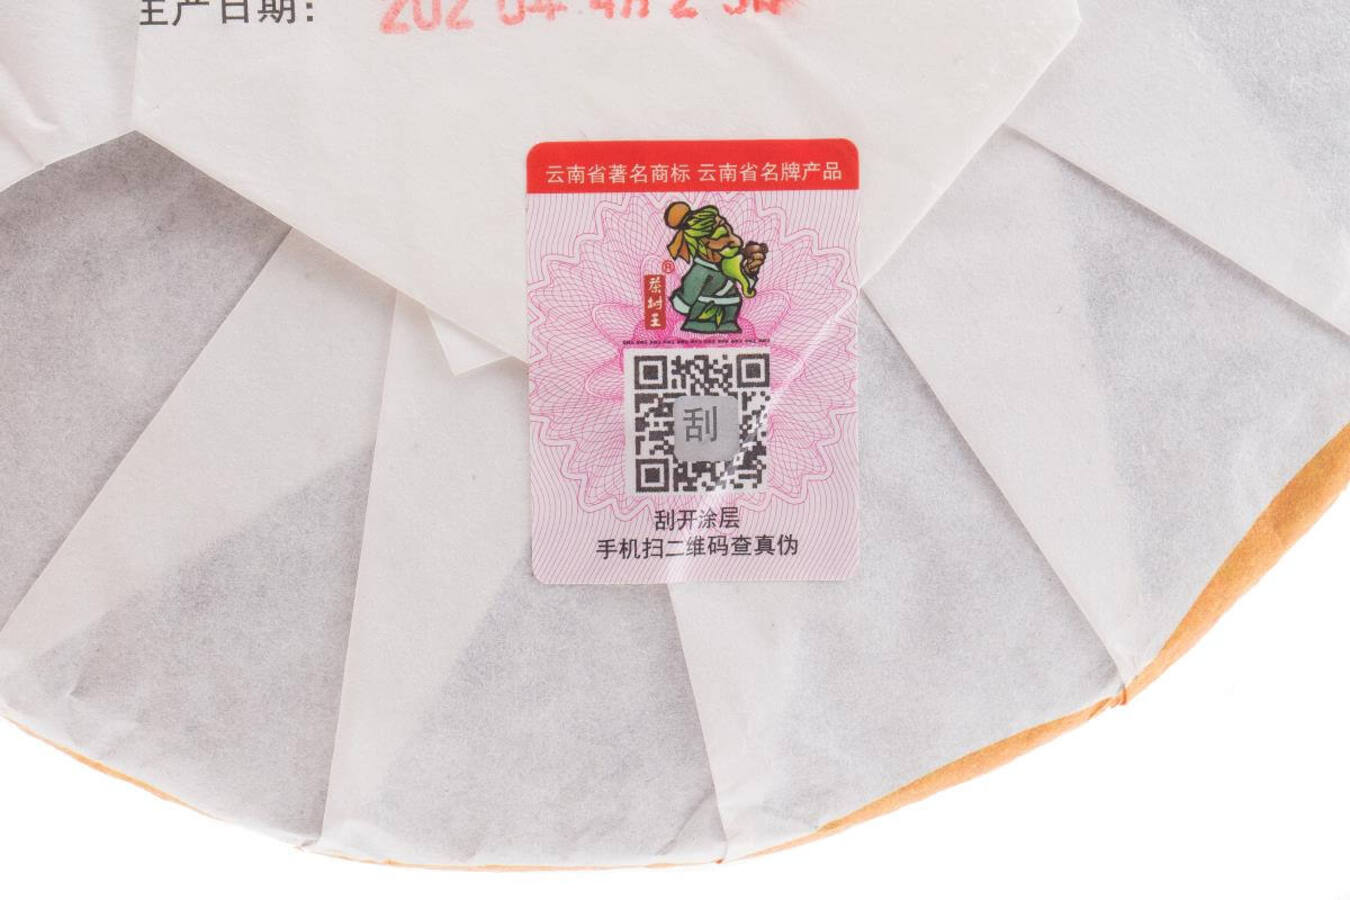 生产日期：
云南省著名商标 云南省名牌产品
茶树王
刮
刮开涂层
手机扫二维码查真伪